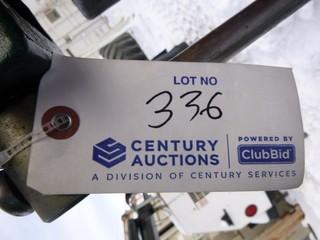 LOT NO
336
CENTURY AUCTIONS
POWERED BY
ClubBid
A DIVISION OF CENTURY SERVICES